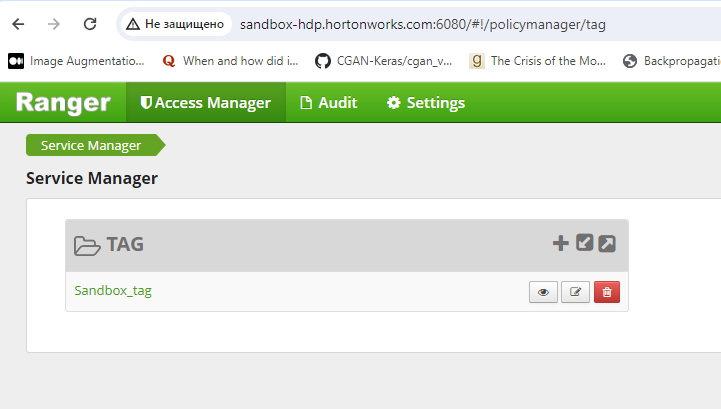 Не защищено sandbox-hdp.hortonworks.com:6080/#!/policymanager/tag
Image Augmentatio... When and how did i... CGAN-Keras/cgan_v... The Crisis of the Mo... Backpropagatio
Ranger Access Manager Audit Settings
Service Manager
Service Manager
TAG
Sandbox_tag